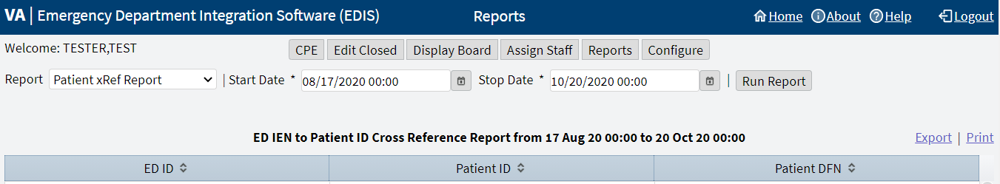 VA | Emergency Department Integration Software (EDIS) Reports Home About Help Logout
Welcome: TESTER,TEST CPE Edit Closed Display Board Assign Staff Reports Configure
Report Patient xRef Report | Start Date * 08/17/2020 00:00 Stop Date * 10/20/2020 00:00 | Run Report
ED IEN to Patient ID Cross Reference Report from 17 Aug 20 00:00 to 20 Oct 20 00:00 Export | Print
ED ID Patient ID Patient DFN